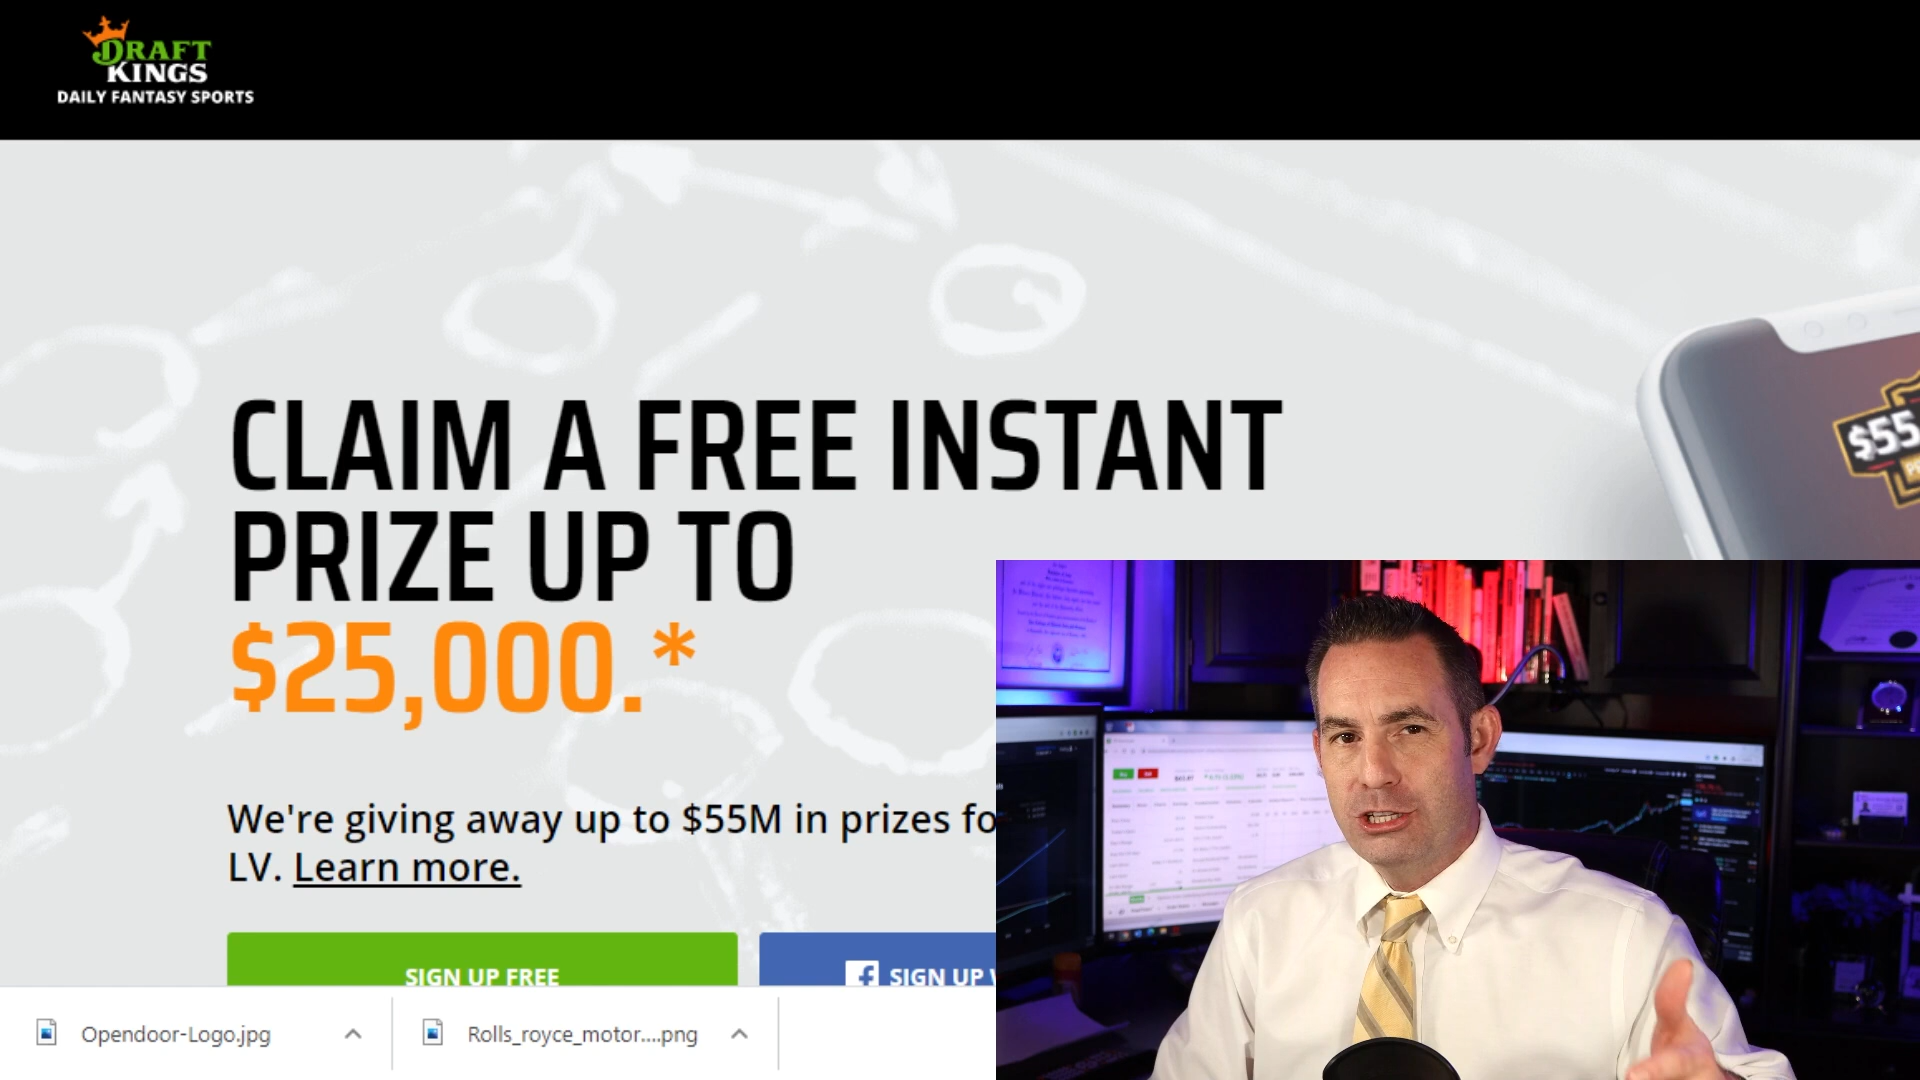 DRAFT
KINGS
DAILY FANTASY SPORTS
CLAIM A FREE INSTANT
PRIZE UP TO
$25,000.*
$55
We're giving away up to $55M in prizes fo
LV. Learn more.
SIGN UP FREE
SIGN UP
Opendoor-Logo.jpg
Rolls_royce_motor....png